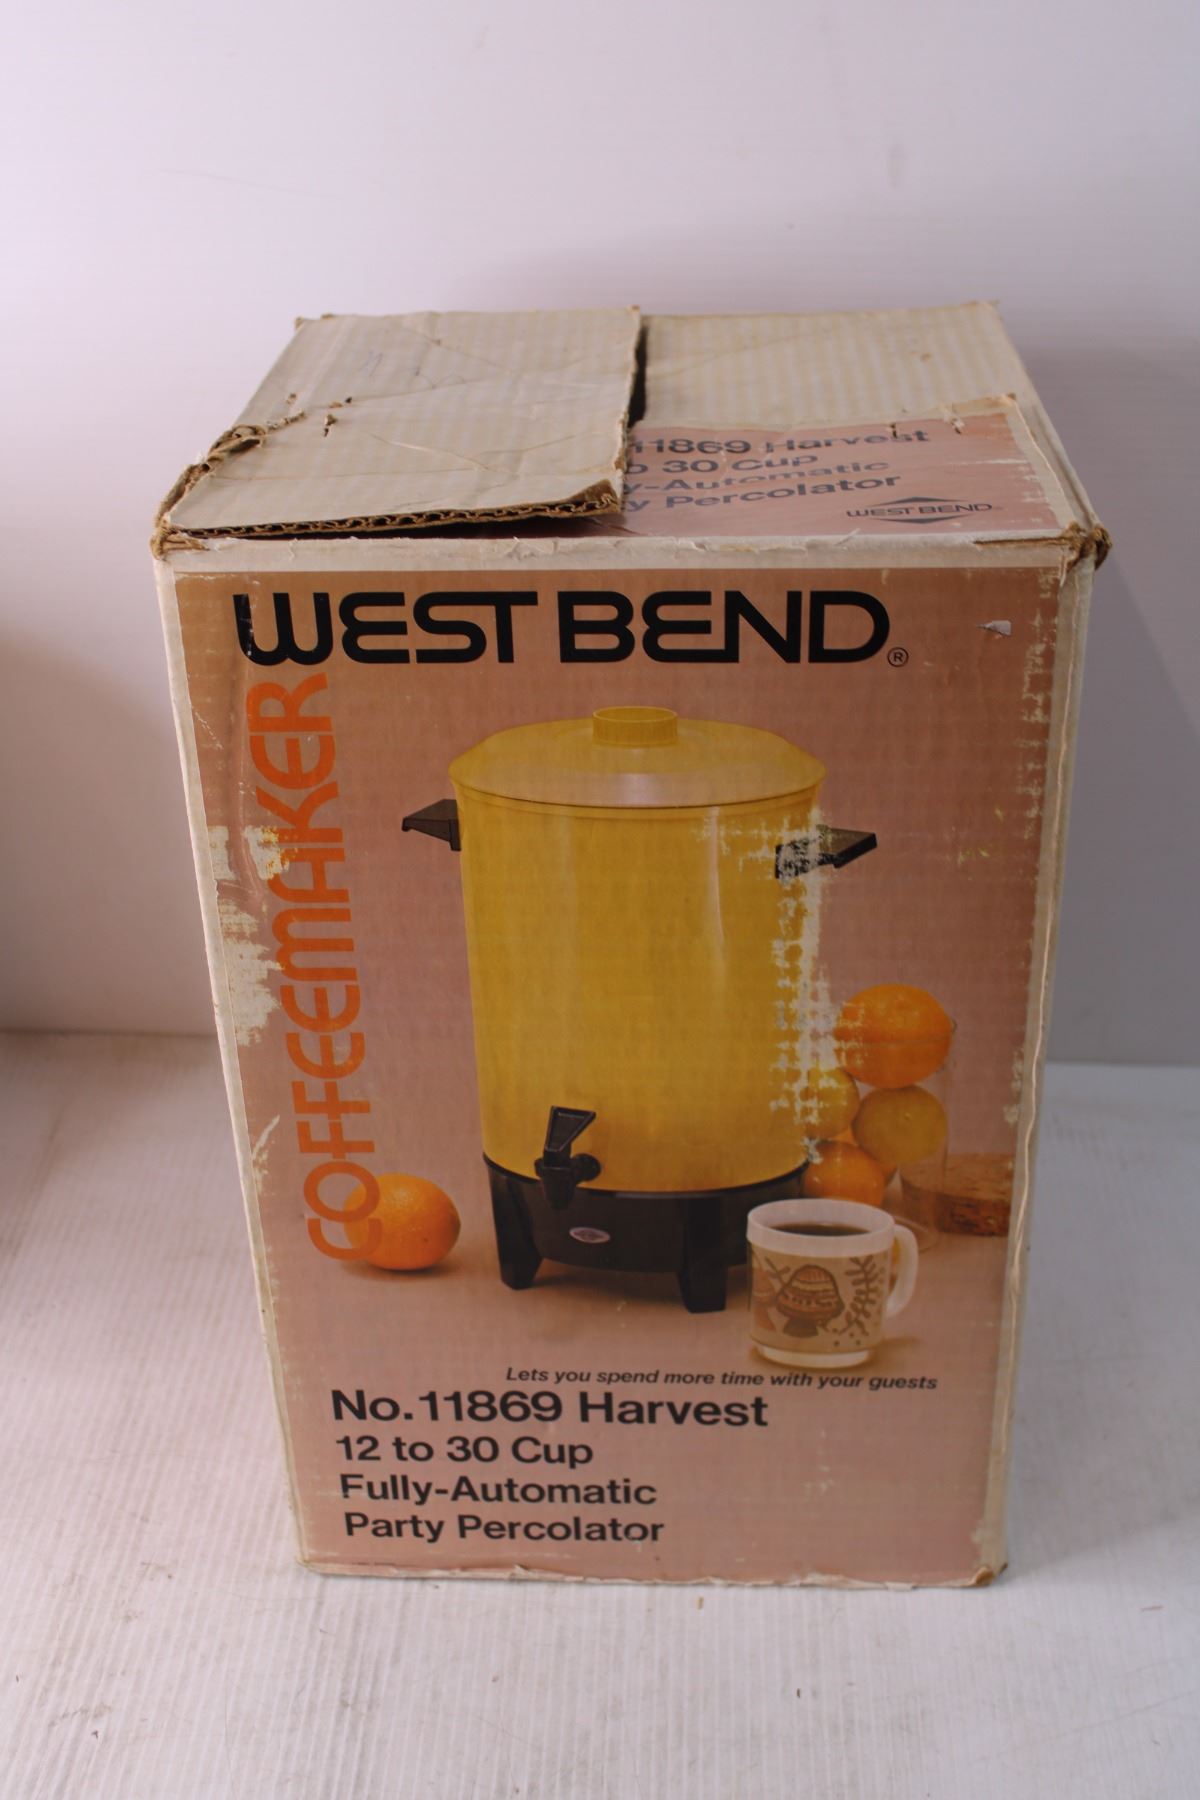 11869 Harvest
30 Cup
-Automatic
Percolator
WEST BEND
WEST BEND®
COFFEEMAKER
Lets you spend more time with your guests
No.11869 Harvest
12 to 30 Cup
Fully-Automatic
Party Percolator